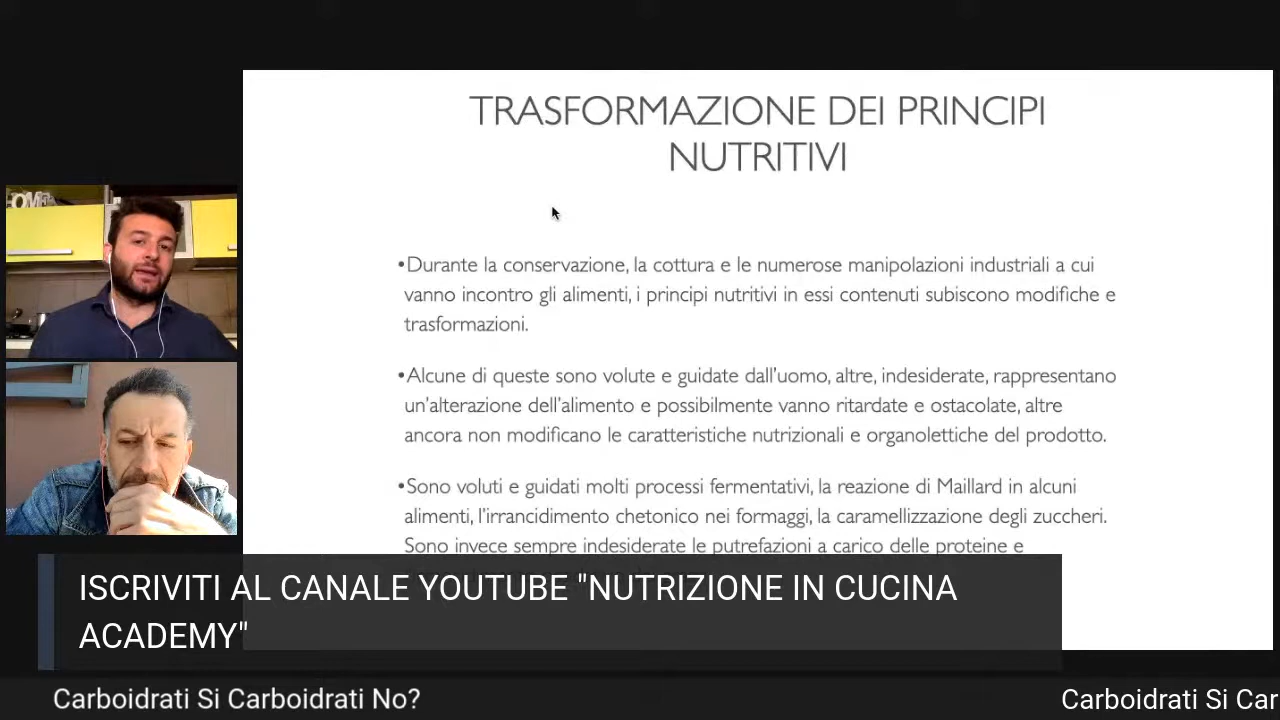 TRASFORMAZIONE DEI PRINCIPI
NUTRITIVI
•Durante la conservazione, la cottura e le numerose manipolazioni industriali a cui
vanno incontro gli alimenti, i principi nutritivi in essi contenuti subiscono modifiche e
trasformazioni.
•Alcune di queste sono volute e guidate dall'uomo, altre, indesiderate, rappresentano
un'alterazione dell'alimento e possibilmente vanno ritardate e ostacolate, altre
ancora non modificano le caratteristiche nutrizionali e organolettiche del prodotto.
•Sono voluti e guidati molti processi fermentativi, la reazione di Maillard in alcuni
alimenti, l'irrancidimento chetonico nei formaggi, la caramellizzazione degli zuccheri.
Sono invece sempre indesiderate le putrefazioni a carico delle proteine e
ISCRIVITI AL CANALE YOUTUBE "NUTRIZIONE IN CUCINA
ACADEMY"
Carboidrati Si Carboidrati No?
Carboidrati Si Car